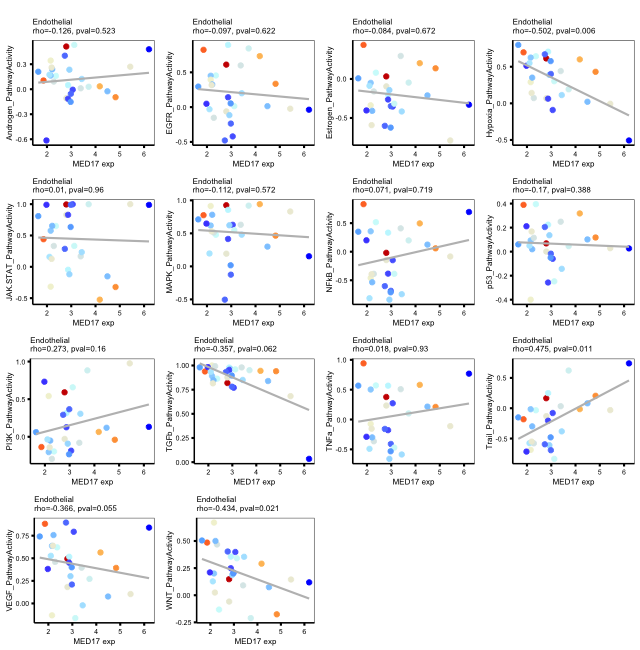 Endothelial
rho=-0.126, pval=0.523
Androgen_PathwayActivity
0.50
0.25
0.0
-0.3
-0.6
2 3 4 5 6
MED17 exp
Endothelial
rho=-0.097, pval=0.622
EGFR_PathwayActivity
0.5
0.0
-0.5
2 3 4 5 6
MED17 exp
Endothelial
rho=-0.084, pval=0.672
Estrogen_PathwayActivity
0.0
-0.5
2 3 4 5 6
MED17 exp
Endothelial
rho=-0.502, pval=0.006
Hypoxia_PathwayActivity
0.5
0.0
-0.5
2 3 4 5 6
MED17 exp
Endothelial
rho=0.01, pval=0.96
JAK-STAT_PathwayActivity
1.0
0.5
0.0
-0.5
2 3 4 5 6
MED17 exp
Endothelial
rho=-0.112, pval=0.572
MAPK_PathwayActivity
1.0
0.5
0.0
-0.5
2 3 4 5 6
MED17 exp
Endothelial
rho=0.071, pval=0.719
NFkB_PathwayActivity
0.5
0.0
-0.5
2 3 4 5 6
MED17 exp
Endothelial
rho=-0.17, pval=0.388
p53_PathwayActivity
0.4
0.2
0.0
-0.2
-0.4
2 3 4 5 6
MED17 exp
Endothelial
rho=0.273, pval=0.16
PI3K_PathwayActivity
1.0
0.5
0.0
2 3 4 5 6
MED17 exp
Endothelial
rho=-0.357, pval=0.062
TGFb_PathwayActivity
1.00
0.75
0.50
0.25
0.00
2 3 4 5 6
MED17 exp
Endothelial
rho=0.018, pval=0.93
TNFa_PathwayActivity
1.0
0.5
0.0
-0.5
2 3 4 5 6
MED17 exp
Endothelial
rho=0.475, pval=0.011
Trail_PathwayActivity
0.5
0.0
-0.5
2 3 4 5 6
MED17 exp
Endothelial
rho=-0.366, pval=0.055
VEGF_PathwayActivity
0.75
0.50
0.25
0.00
2 3 4 5 6
MED17 exp
Endothelial
rho=-0.434, pval=0.021
WNT_PathwayActivity
0.50
0.25
0.00
-0.25
2 3 4 5 6
MED17 exp